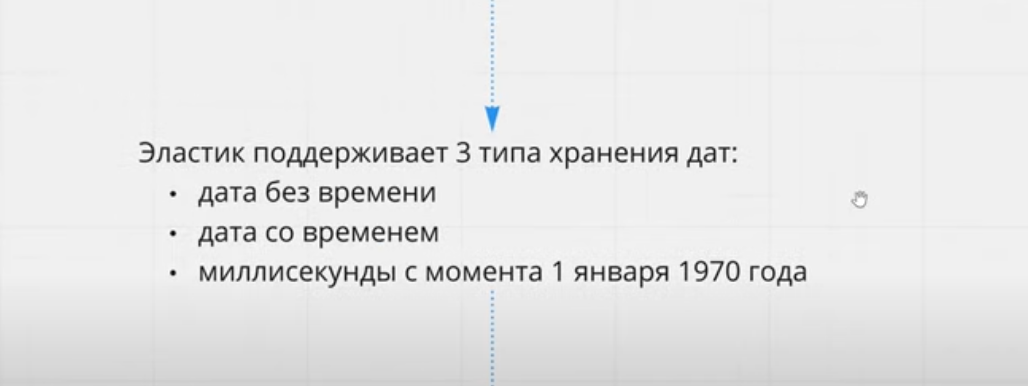 Эластик поддерживает 3 типа хранения дат:
• дата без времени
• дата со временем
• миллисекунды с момента 1 января 1970 года